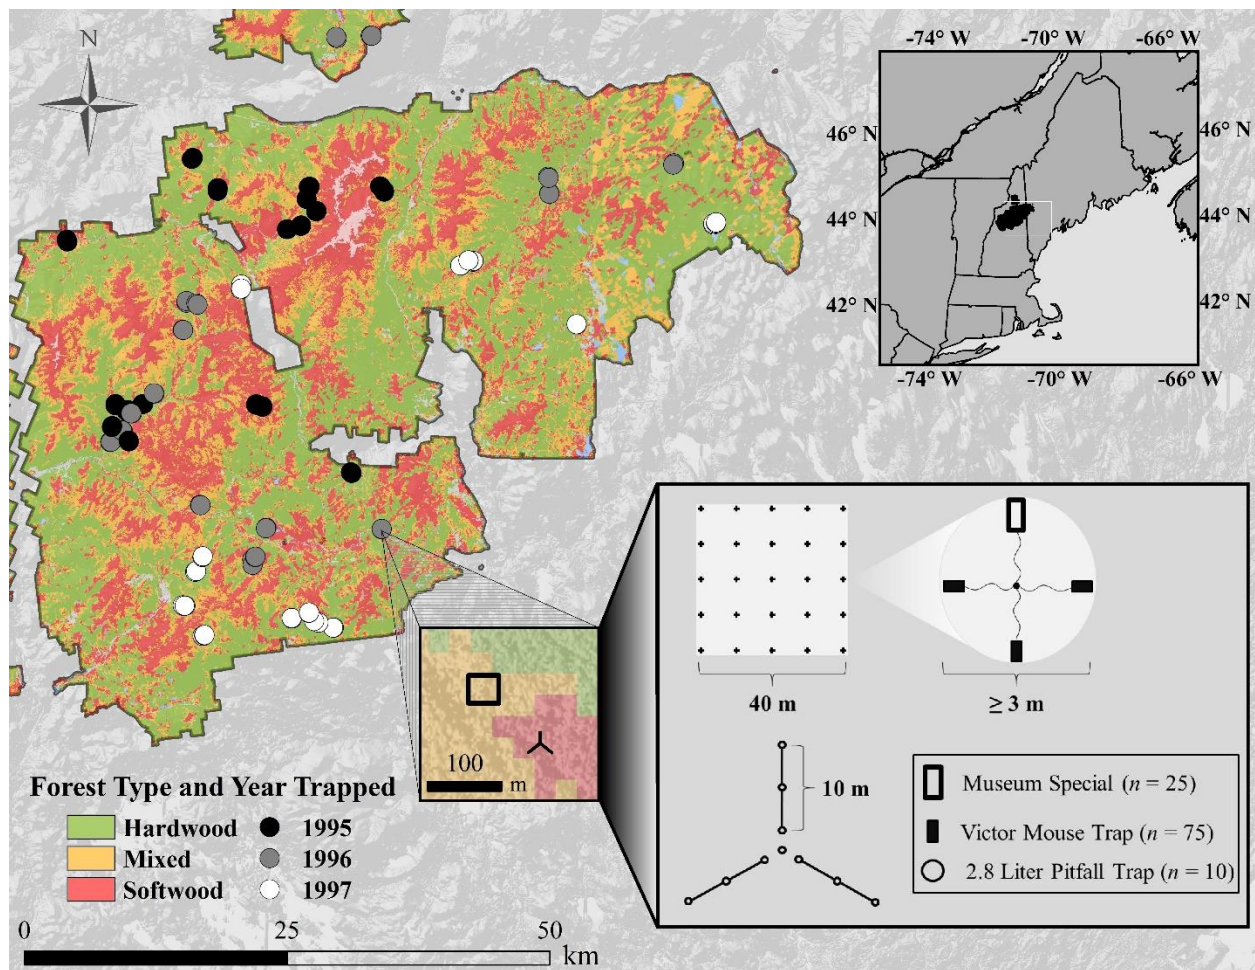 N
-74° W
-70° W
-66° W
46° N
46° N
44° N
44° N
42° N
42° N
-74° W
-70° W
-66° W
40 m
≥ 3 m
10 m
100
m
Museum Special (n = 25)
Victor Mouse Trap (n = 75)
2.8 Liter Pitfall Trap (n = 10)
Forest Type and Year Trapped
Hardwood 1995
Mixed 1996
Softwood 1997
0 25 50
km